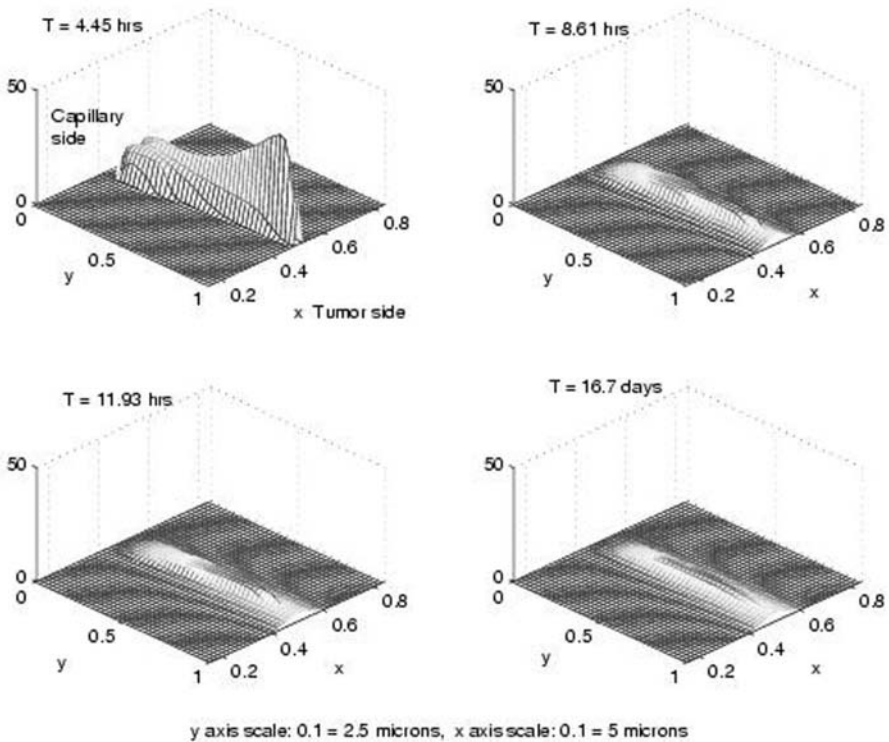 T = 4.45 hrs
50
Capillary
side
0
0
0.5
y
1
0.2
0.4
0.6
0.8
x Tumor side
T = 8.61 hrs
50
0
0
0.5
y
1
0.2
0.4
0.6
0.8
x
T = 11.93 hrs
50
0
0
0.5
y
1
0.2
0.4
0.6
0.8
x
T = 16.7 days
50
0
0
0.5
y
1
0.2
0.4
0.6
0.8
x
y axis scale: 0.1 = 2.5 microns, x axis scale: 0.1 = 5 microns